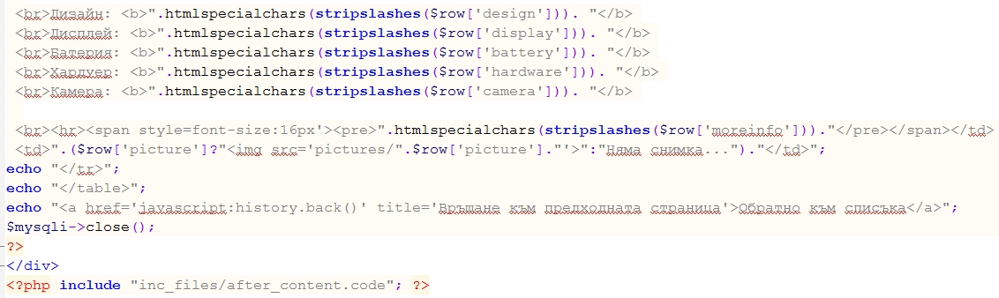 <br>Дизайн: <b>".htmlspecialchars(stripslashes($row['design'])). "</b>
<br>Дисплей: <b>".htmlspecialchars(stripslashes($row['display'])). "</b>
<br>Батерия: <b>".htmlspecialchars(stripslashes($row['battery'])). "</b>
<br>Хардуер: <b>".htmlspecialchars(stripslashes($row['hardware'])). "</b>
<br>Камера: <b>".htmlspecialchars(stripslashes($row['camera'])). "</b>
<br><hr><span style=font-size:16px'><pre>".htmlspecialchars(stripslashes($row['moreinfo']))."</pre></span></td>
<td>".($row['picture']?"<img src='pictures/".$row['picture']."'>":"Няма снимка...")."</td>";
echo "</tr>";
echo "</table>";
echo "<a href='javascript:history.back()' title='Връщане към предходната страница'>Обратно към списъка</a>";
$mysqli->close();
?>
</div>
<?php include "inc_files/after_content.code"; ?>